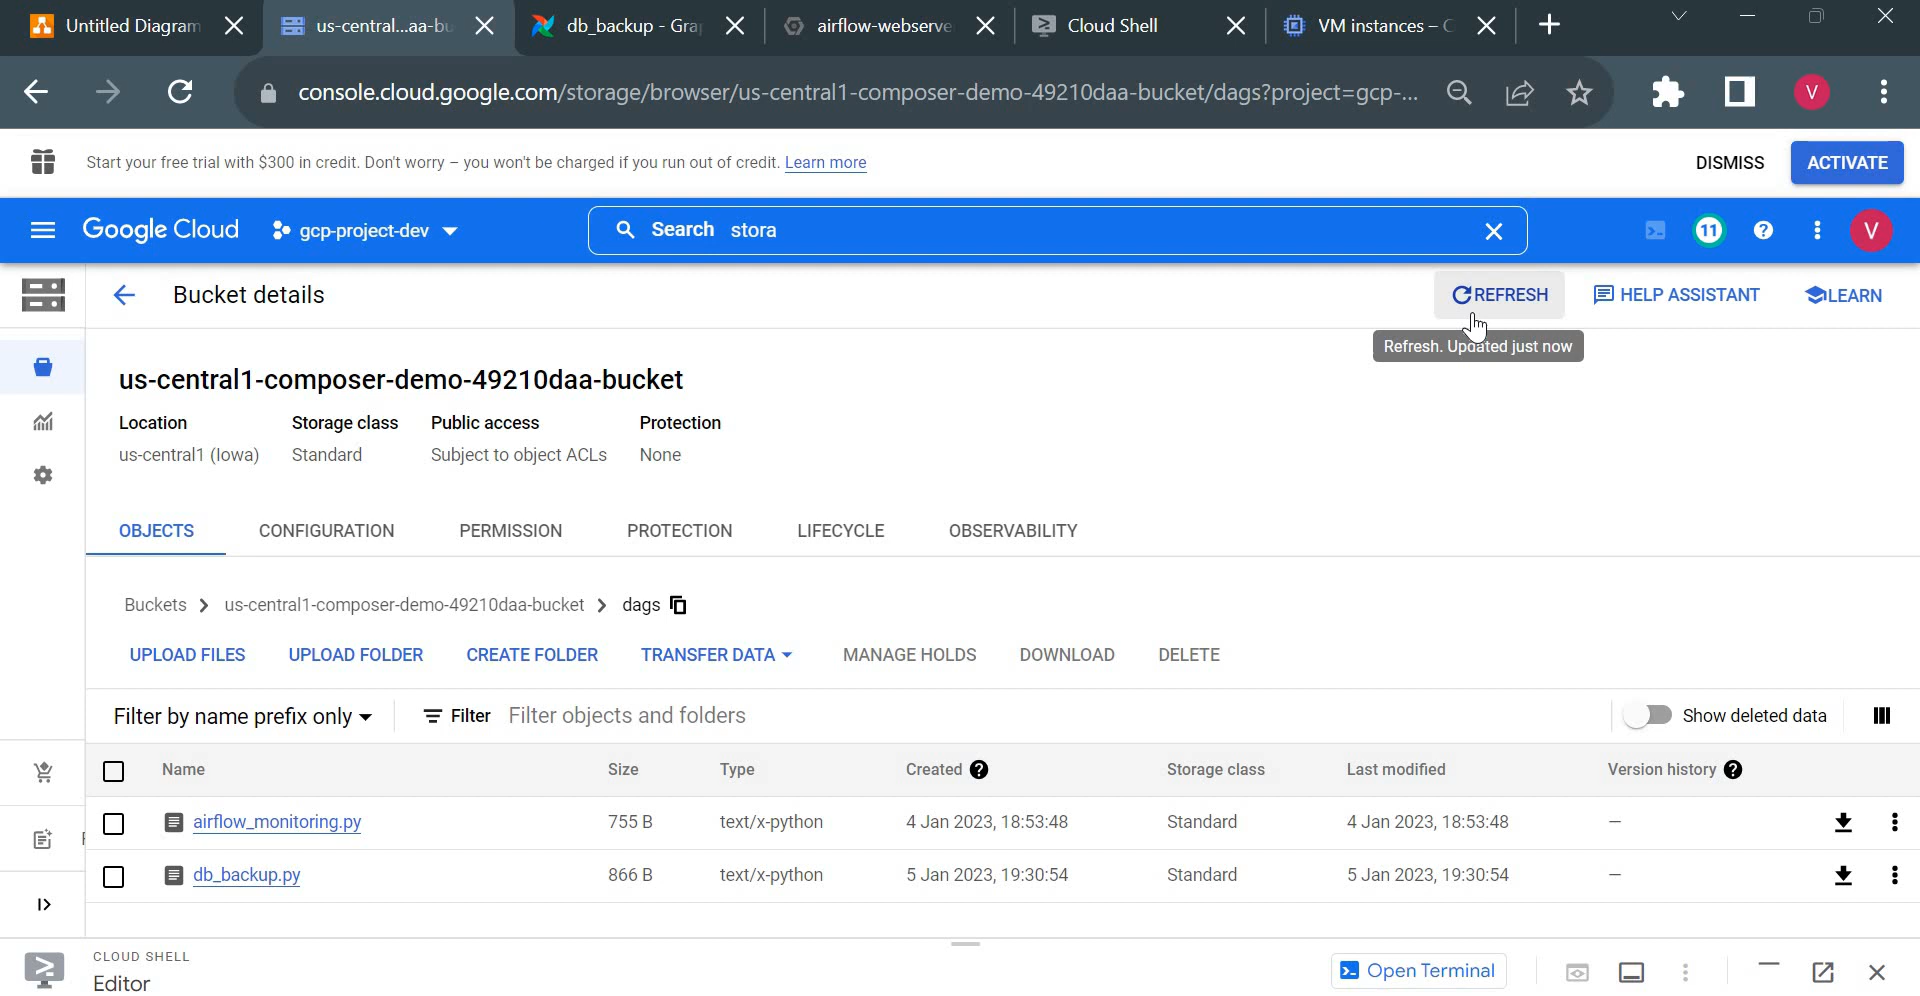 Untitled Diagram
us-central...aa-bu
db_backup - Gra
airflow-webserve
Cloud Shell
VM instances – C
console.cloud.google.com/storage/browser/us-central1-composer-demo-49210daa-bucket/dags?project=gcp-...
V
Start your free trial with $300 in credit. Don't worry – you won't be charged if you run out of credit. Learn more
DISMISS
ACTIVATE
Google Cloud
gcp-project-dev
Search stora
11
V
Bucket details
REFRESH
HELP ASSISTANT
LEARN
Refresh. Updated just now
us-central1-composer-demo-49210daa-bucket
Location Storage class Public access Protection
us-central1 (Iowa) Standard Subject to object ACLs None
OBJECTS CONFIGURATION PERMISSION PROTECTION LIFECYCLE OBSERVABILITY
Buckets > us-central1-composer-demo-49210daa-bucket > dags
UPLOAD FILES UPLOAD FOLDER CREATE FOLDER TRANSFER DATA MANAGE HOLDS DOWNLOAD DELETE
Filter by name prefix only Filter Filter objects and folders Show deleted data
Name Size Type Created Storage class Last modified Version history
airflow_monitoring.py 755 B text/x-python 4 Jan 2023, 18:53:48 Standard 4 Jan 2023, 18:53:48 –
db_backup.py 866 B text/x-python 5 Jan 2023, 19:30:54 Standard 5 Jan 2023, 19:30:54 –
CLOUD SHELL
Editor
Open Terminal